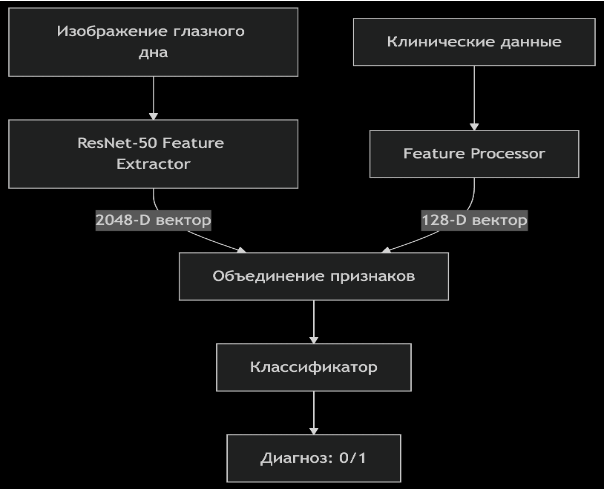 Изображение глазного
дна
Клинические данные
ResNet-50 Feature
Extractor
Feature Processor
2048-D вектор
128-D вектор
Объединение признаков
Классификатор
Диагноз: 0/1